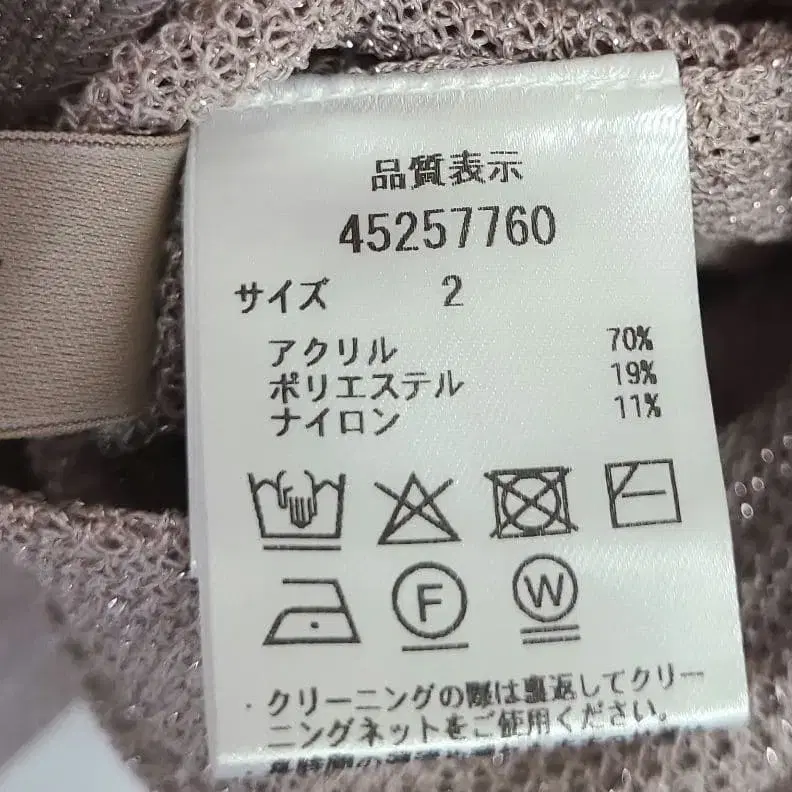 品質表示
45257760
サイズ 2
アクリル 70%
ポリエステル 19%
ナイロン 11%
F W
・クリーニングの際は裏返してクリー
ニングネットをご使用ください。